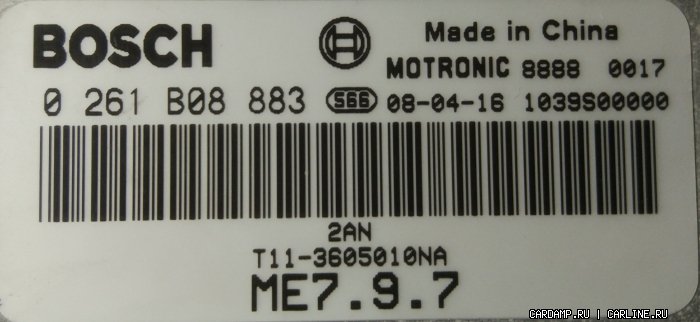 BOSCH
Made in China
MOTRONIC 8888 0017
0 261 B08 883 S66 08-04-16 1039S00000
2AN
T11-3605010NA
ME7.9.7
CARDAMP.RU | CARLINE.RU